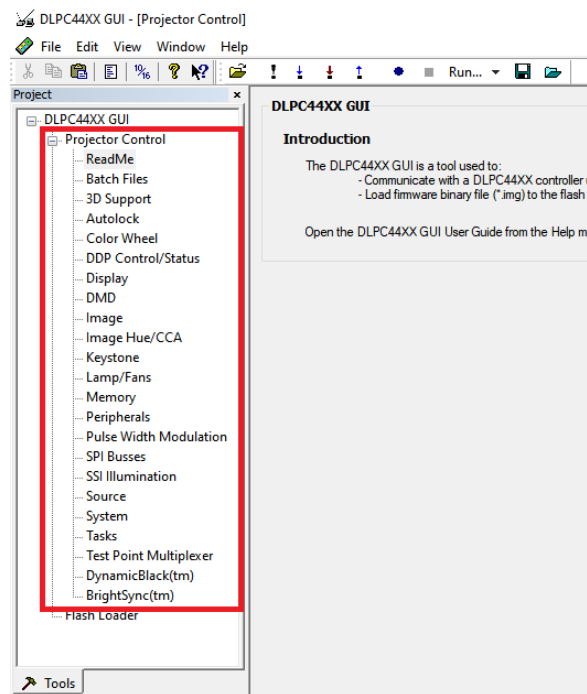 DLPC44XX GUI - [Projector Control]
File Edit View Window Help
10/16 ? ? ! Run...
Project x
DLPC44XX GUI
Projector Control
ReadMe
Batch Files
3D Support
Autolock
Color Wheel
DDP Control/Status
Display
DMD
Image
Image Hue/CCA
Keystone
Lamp/Fans
Memory
Peripherals
Pulse Width Modulation
SPI Busses
SSI Illumination
Source
System
Tasks
Test Point Multiplexer
DynamicBlack(tm)
BrightSync(tm)
Flash Loader
Tools
DLPC44XX GUI
Introduction
The DLPC44XX GUI is a tool used to:
- Communicate with a DLPC44XX controller (
- Load firmware binary file (*.img) to the flash
Open the DLPC44XX GUI User Guide from the Help m